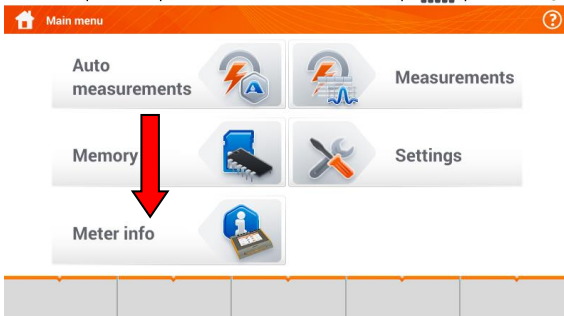 Main menu
?
Auto
measurements
Measurements
Memory
Settings
Meter info